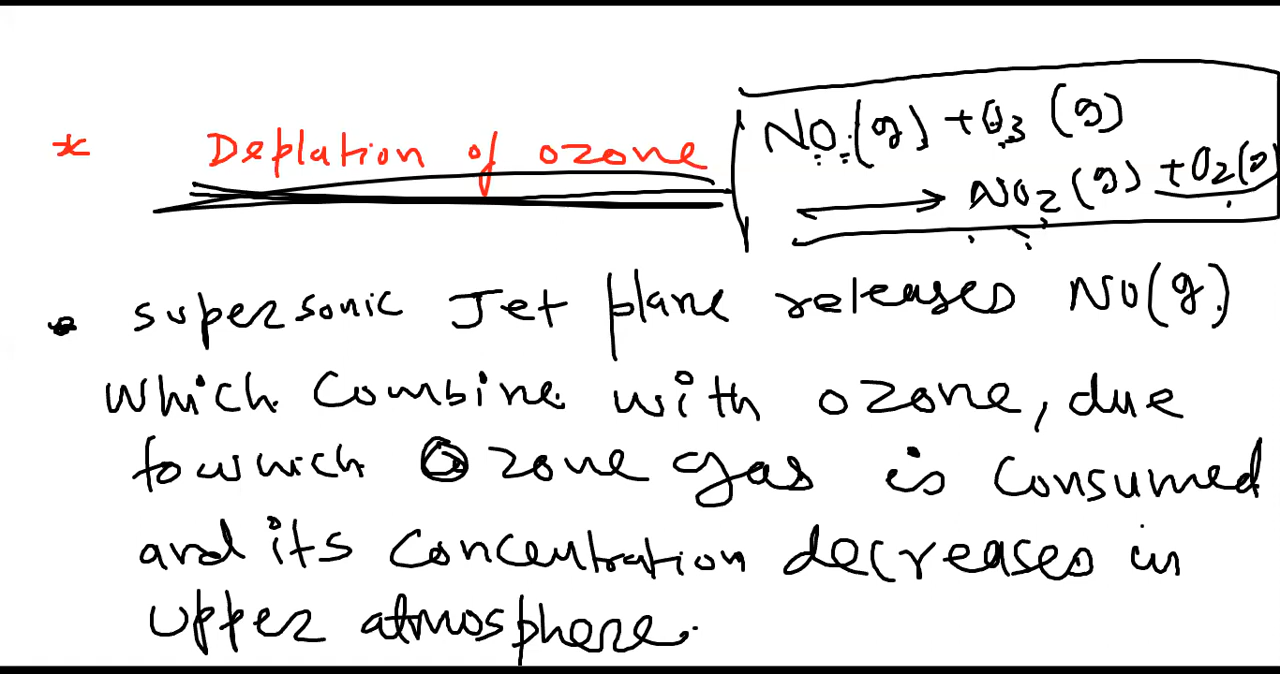 * Deplation of ozone
NO(g) + O3 (g)
→ NO2 (g) + O2(g)
• supersonic Jet plane releases NO(g)
which combine with ozone, due
to which Ozone gas is consumed
and its concentration decreases in
upper atmosphere.